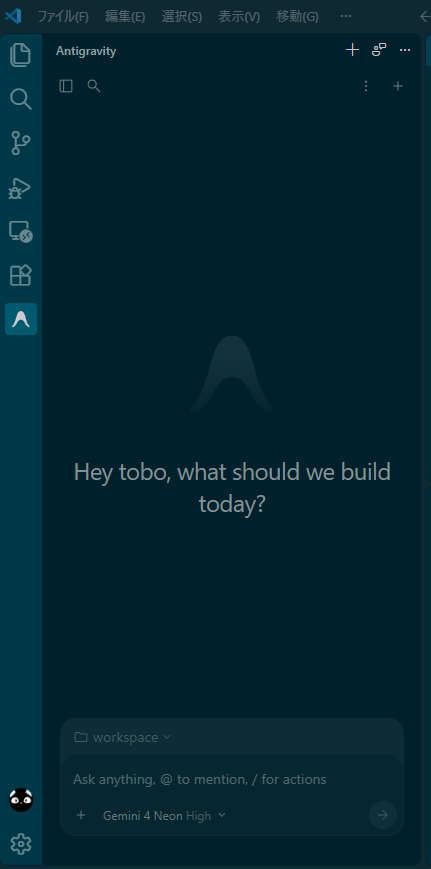 ファイル(F) 編集(E) 選択(S) 表示(V) 移動(G) ···
Antigravity
Hey tobo, what should we build
today?
workspace
Ask anything, @ to mention, / for actions
Gemini 4 Neon High